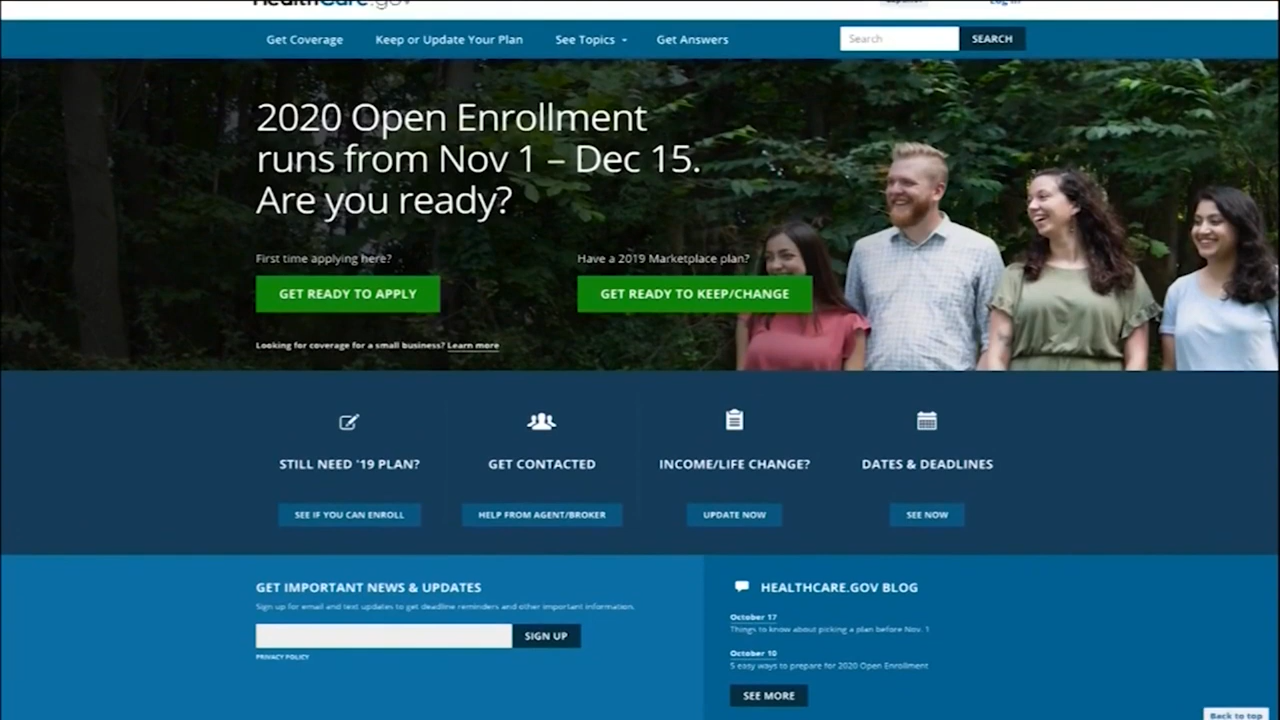 HealthCare.gov
Español
Log in
Get Coverage
Keep or Update Your Plan
See Topics
Get Answers
Search
SEARCH
2020 Open Enrollment
runs from Nov 1 – Dec 15.
Are you ready?
First time applying here?
Have a 2019 Marketplace plan?
GET READY TO APPLY
GET READY TO KEEP/CHANGE
Looking for coverage for a small business? Learn more
STILL NEED '19 PLAN?
GET CONTACTED
INCOME/LIFE CHANGE?
DATES & DEADLINES
SEE IF YOU CAN ENROLL
HELP FROM AGENT/BROKER
UPDATE NOW
SEE NOW
GET IMPORTANT NEWS & UPDATES
Sign up for email and text updates to get deadline reminders and other important information.
SIGN UP
PRIVACY POLICY
HEALTHCARE.GOV BLOG
October 17
Things to know about picking a plan before Nov. 1
October 10
5 easy ways to prepare for 2020 Open Enrollment
SEE MORE
Back to top